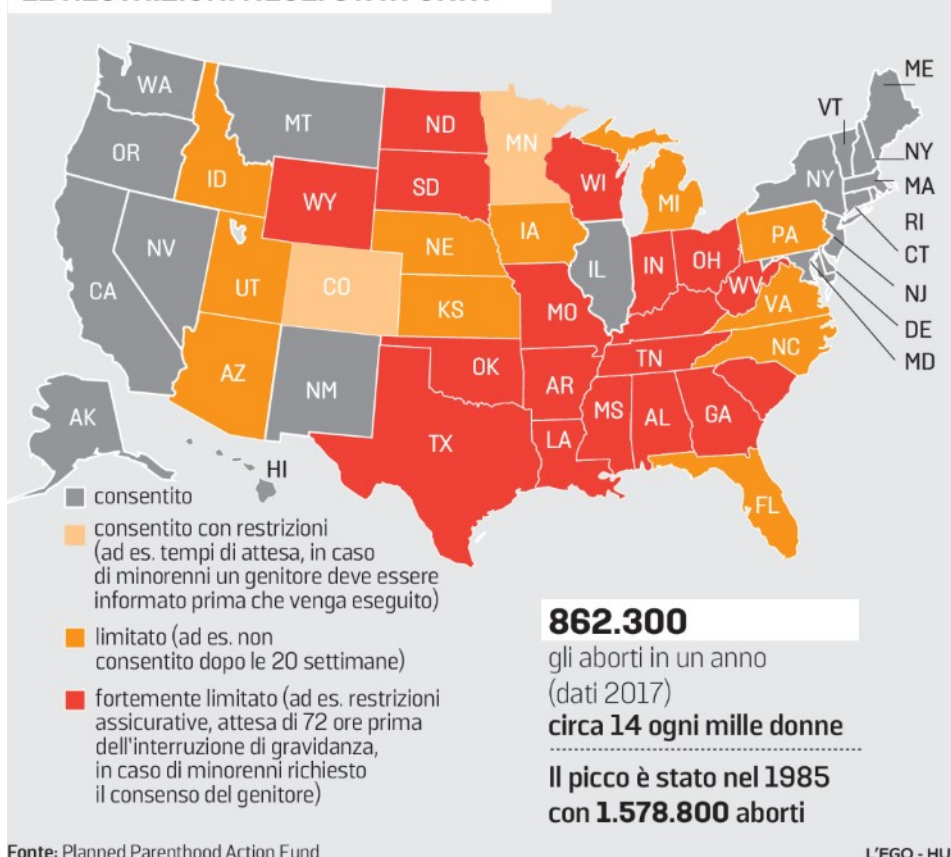 WA
OR
CA
NV
ID
MT
WY
UT
AZ
CO
NM
ND
SD
NE
KS
OK
TX
MN
IA
MO
AR
LA
WI
IL
MI
IN
OH
TN
MS
AL
GA
FL
WV
VA
NC
PA
NY
VT
ME
NY
MA
RI
CT
NJ
DE
MD
AK
HI
consentito
consentito con restrizioni
(ad es. tempi di attesa, in caso
di minorenni un genitore deve essere
informato prima che venga eseguito)
limitato (ad es. non
consentito dopo le 20 settimane)
fortemente limitato (ad es. restrizioni
assicurative, attesa di 72 ore prima
dell'interruzione di gravidanza,
in caso di minorenni richiesto
il consenso del genitore)
862.300
gli aborti in un anno
(dati 2017)
circa 14 ogni mille donne
Il picco è stato nel 1985
con 1.578.800 aborti
Fonte: Planned Parenthood Action Fund
L'EGO - HU